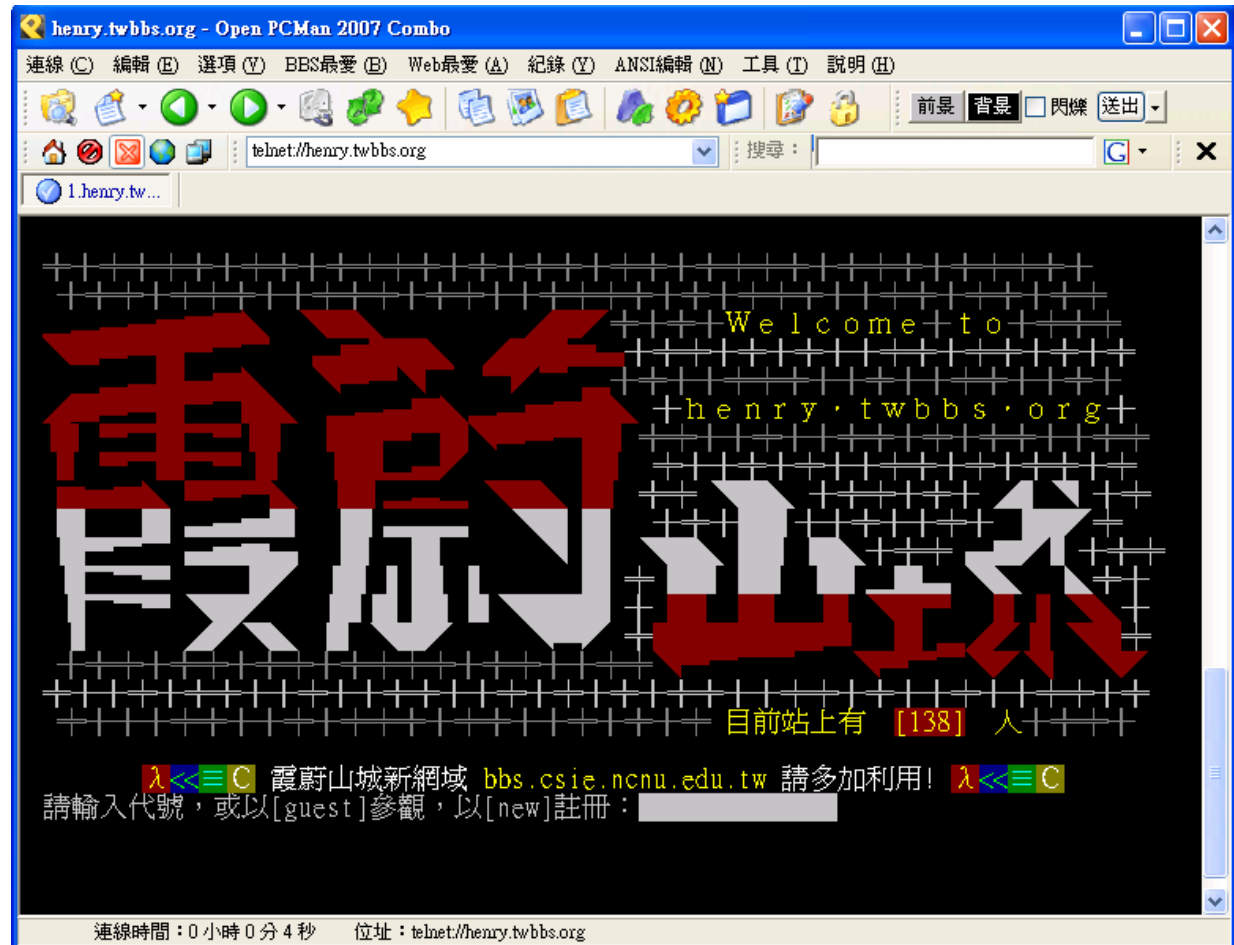 henry.twbbs.org - Open PCMan 2007 Combo
連線 (C) 編輯 (E) 選項 (V) BBS最愛 (B) Web最愛 (A) 紀錄 (Y) ANSI編輯 (N) 工具 (T) 說明 (H)
前景 背景 閃爍 送出
telnet://henry.twbbs.org 搜尋：
1.henry.tw...
Welcome to
henry.twbbs.org
霞蔚山城
目前站上有 [138] 人
λ<<≡C 霞蔚山城新網域 bbs.csie.ncnu.edu.tw 請多加利用! λ<<≡C
請輸入代號，或以[guest]參觀，以[new]註冊：
連線時間：0 小時 0 分 4 秒 位址：telnet://henry.twbbs.org